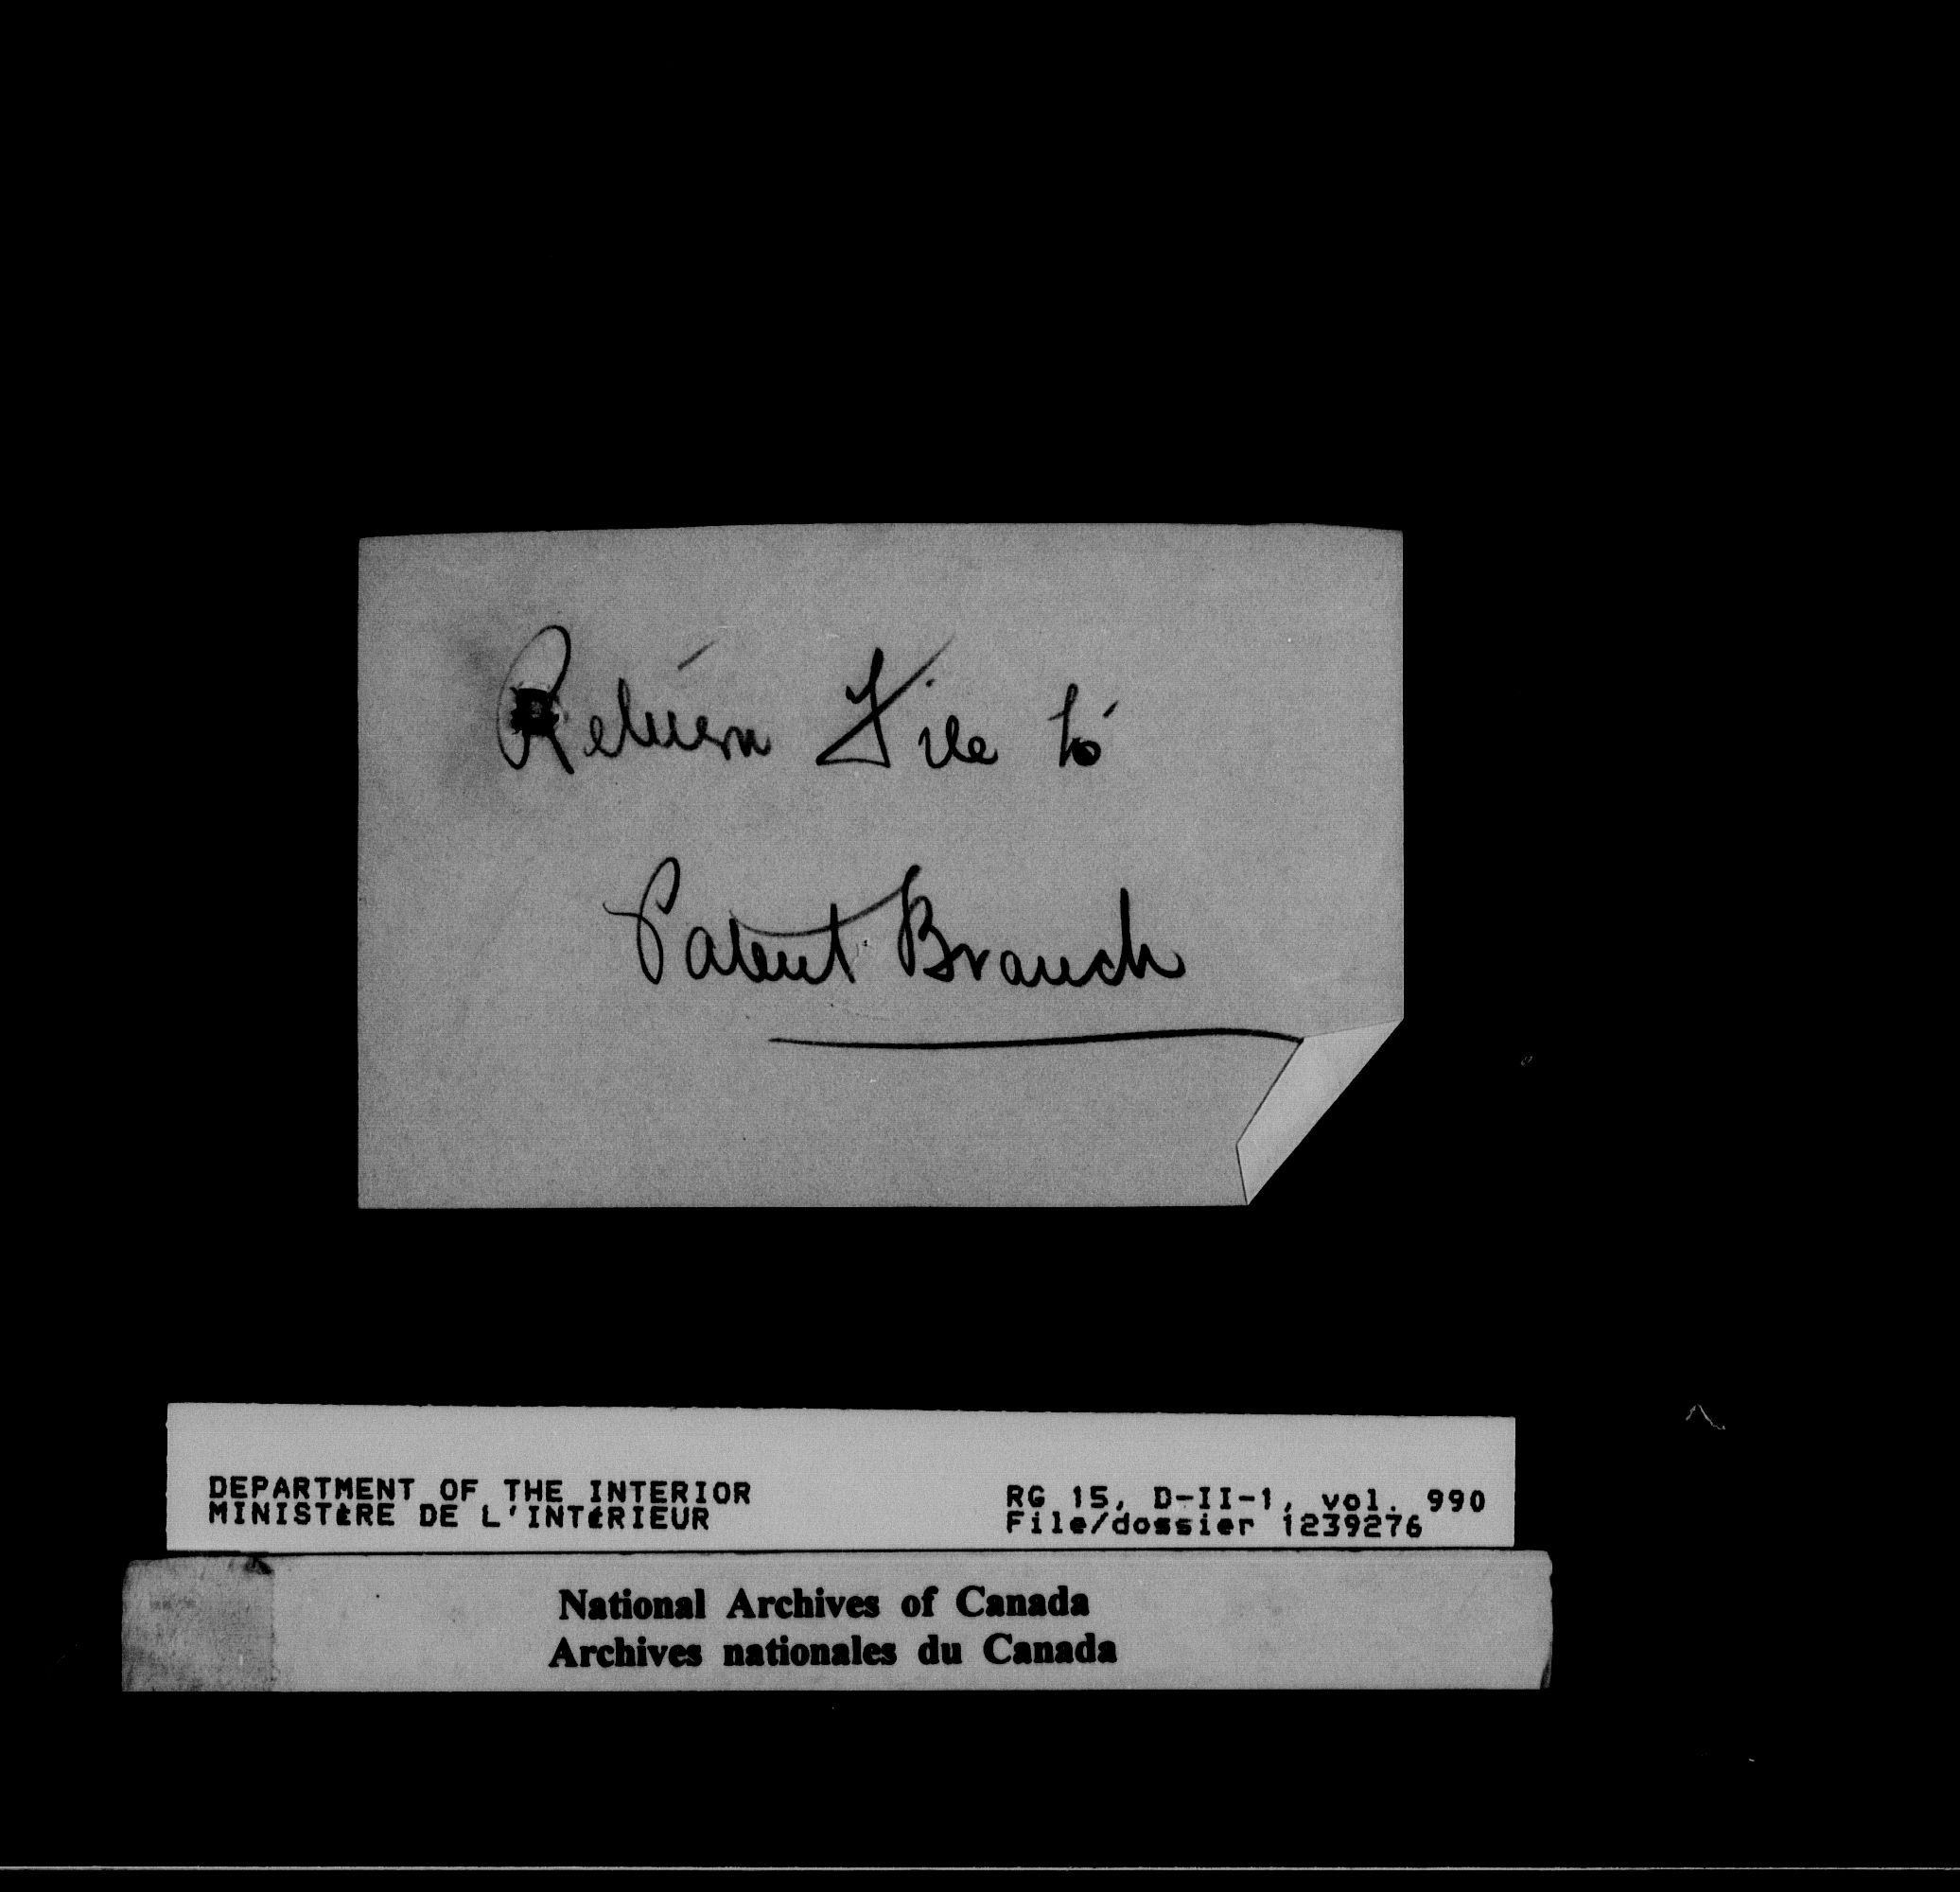 Return File to
Patent Branch
DEPARTMENT OF THE INTERIOR
MINISTÈRE DE L'INTÉRIEUR
RG 15, D-II-1, vol. 990
File/dossier 1239276
National Archives of Canada
Archives nationales du Canada